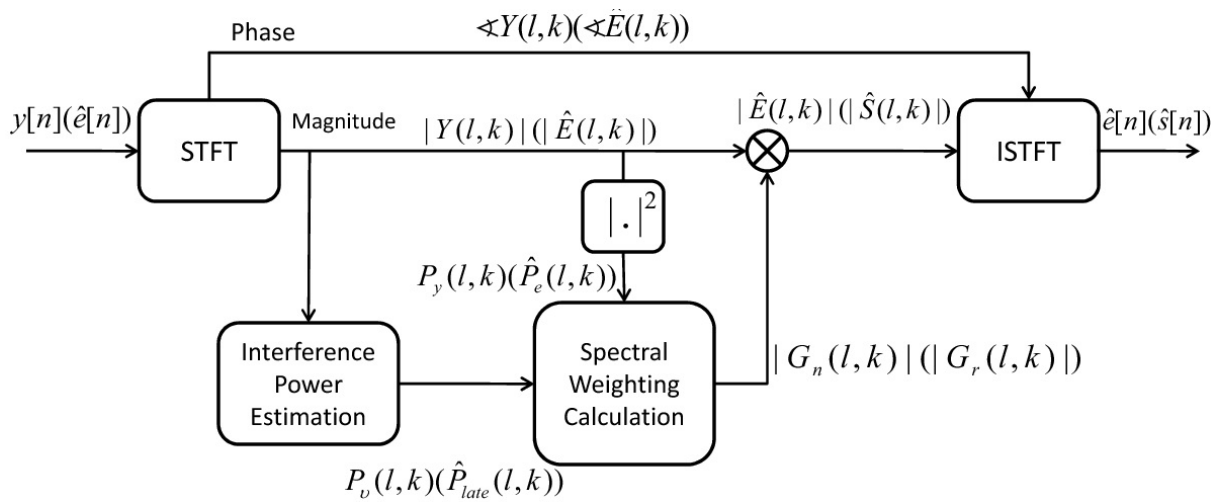 Phase
∢Y(l,k)(∢Ê(l,k))
y[n](ê[n])
STFT
Magnitude
|Y(l,k)|(|Ê(l,k)|)
|Ê(l,k)|(|Ŝ(l,k)|)
ISTFT
ê[n](ŝ[n])
|.|²
P_y(l,k)(P̂_e(l,k))
Interference
Power
Estimation
Spectral
Weighting
Calculation
|G_n(l,k)|(|G_r(l,k)|)
P_υ(l,k)(P̂_late(l,k))